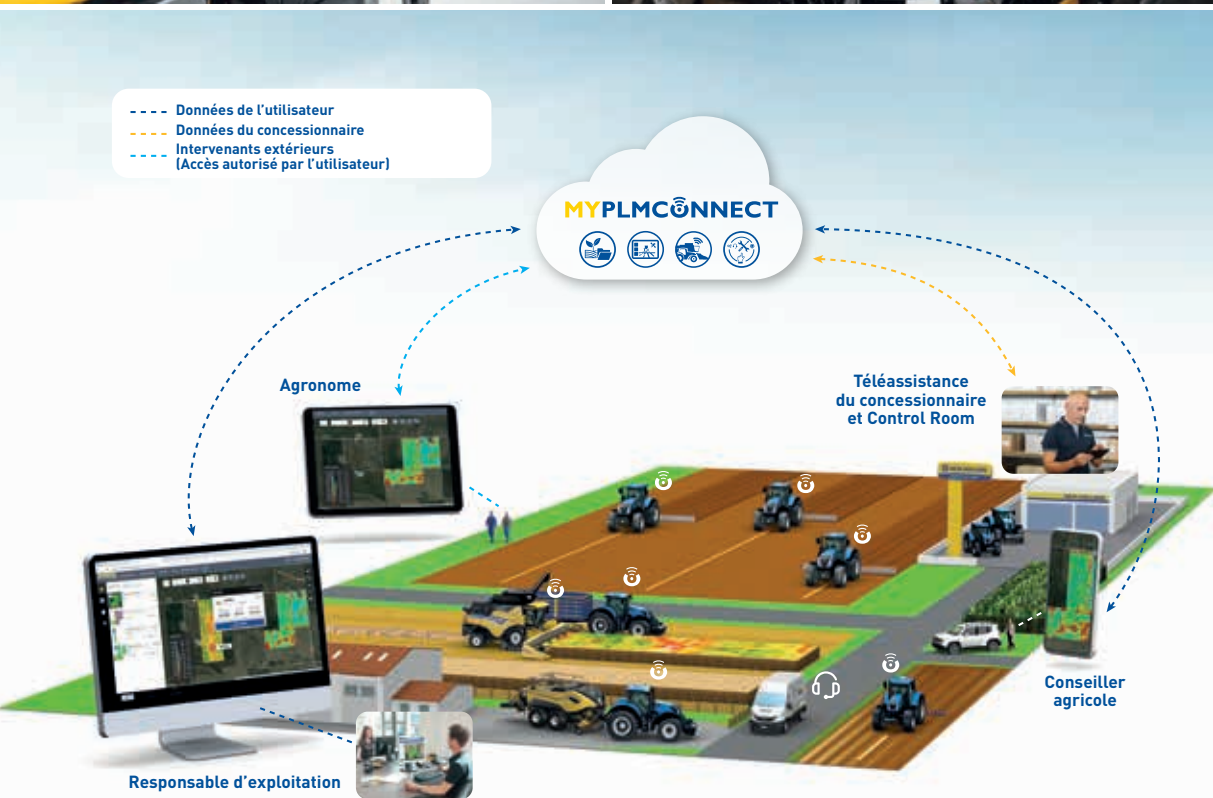 Données de l'utilisateur
Données du concessionnaire
Intervenants extérieurs
(Accès autorisé par l'utilisateur)
MYPLMCONNECT
Agronome
Téléassistance
du concessionnaire
et Control Room
Conseiller
agricole
Responsable d'exploitation